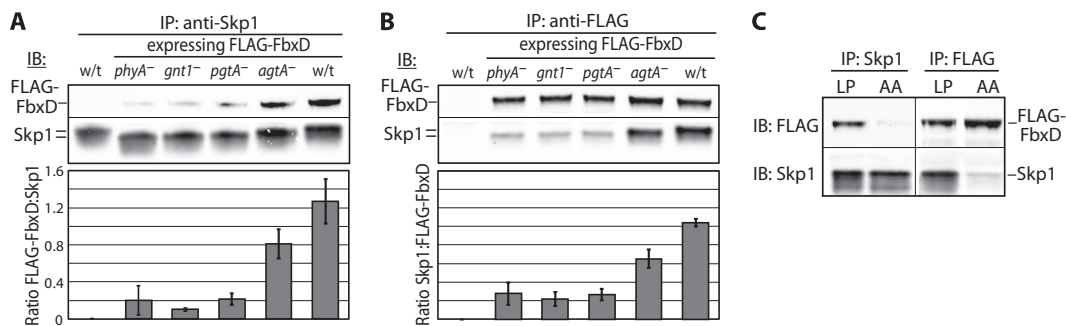 A
IP: anti-Skp1
expressing FLAG-FbxD
IB:
w/t phyA– gnt1– pgtA– agtA– w/t
FLAG-
FbxD–
Skp1=
Ratio FLAG-FbxD:Skp1
1.6
1.2
0.8
0.4
0
B
IP: anti-FLAG
expressing FLAG-FbxD
IB:
w/t phyA– gnt1– pgtA– agtA– w/t
FLAG-
FbxD–
Skp1=
Ratio Skp1:FLAG-FbxD
C
IP: Skp1 IP: FLAG
LP AA LP AA
IB: FLAG
–FLAG-
FbxD
IB: Skp1
–Skp1